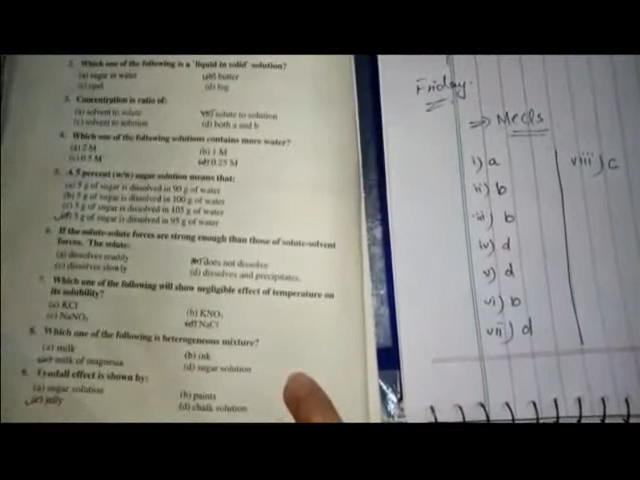 2. Which one of the following is a 'liquid in solid' solution?
(a) sugar in water (b) butter
(c) opal (d) fog
3. Concentration is ratio of:
(a) solvent to solute (b) solute to solution
(c) solvent to solution (d) both a and b
4. Which one of the following solutions contains more water?
(a) 2 M (b) 1 M
(c) 0.5 M (d) 0.25 M
5. A 5 percent (w/w) sugar solution means that:
(a) 5 g of sugar is dissolved in 90 g of water
(b) 5 g of sugar is dissolved in 100 g of water
(c) 5 g of sugar is dissolved in 105 g of water
(d) 5 g of sugar is dissolved in 95 g of water
6. If the solute-solute forces are strong enough than those of solute-solvent
forces. The solute:
(a) dissolves readily (b) does not dissolve
(c) dissolves slowly (d) dissolves and precipitates.
7. Which one of the following will show negligible effect of temperature on
its solubility?
(a) KCl (b) KNO₃
(c) NaNO₃ (d) NaCl
8. Which one of the following is heterogeneous mixture?
(a) milk (b) ink
(c) milk of magnesia (d) sugar solution
9. Tyndall effect is shown by:
(a) sugar solution (b) paints
(c) jelly (d) chalk solution
Friday.
⇒ MCQs
i) a viii) c
ii) b
iii) b
iv) d
v) d
vi) b
vii) d